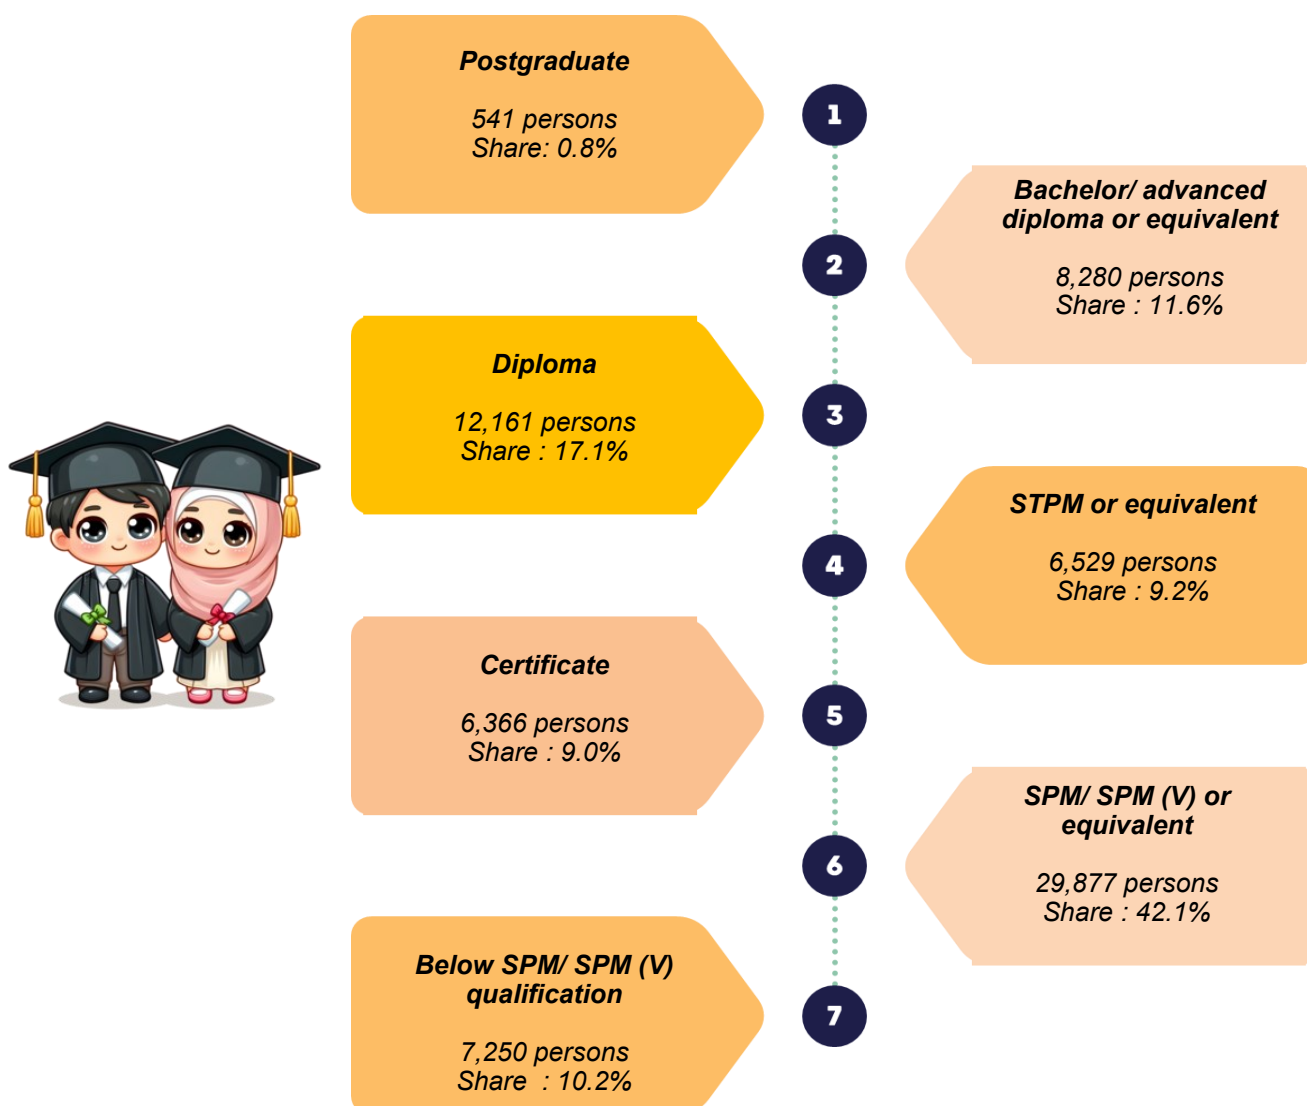 Postgraduate
541 persons
Share: 0.8%
1
Bachelor/ advanced
diploma or equivalent
8,280 persons
Share : 11.6%
2
Diploma
12,161 persons
Share : 17.1%
3
STPM or equivalent
6,529 persons
Share : 9.2%
4
Certificate
6,366 persons
Share : 9.0%
5
SPM/ SPM (V) or
equivalent
29,877 persons
Share : 42.1%
6
Below SPM/ SPM (V)
qualification
7,250 persons
Share  : 10.2%
7